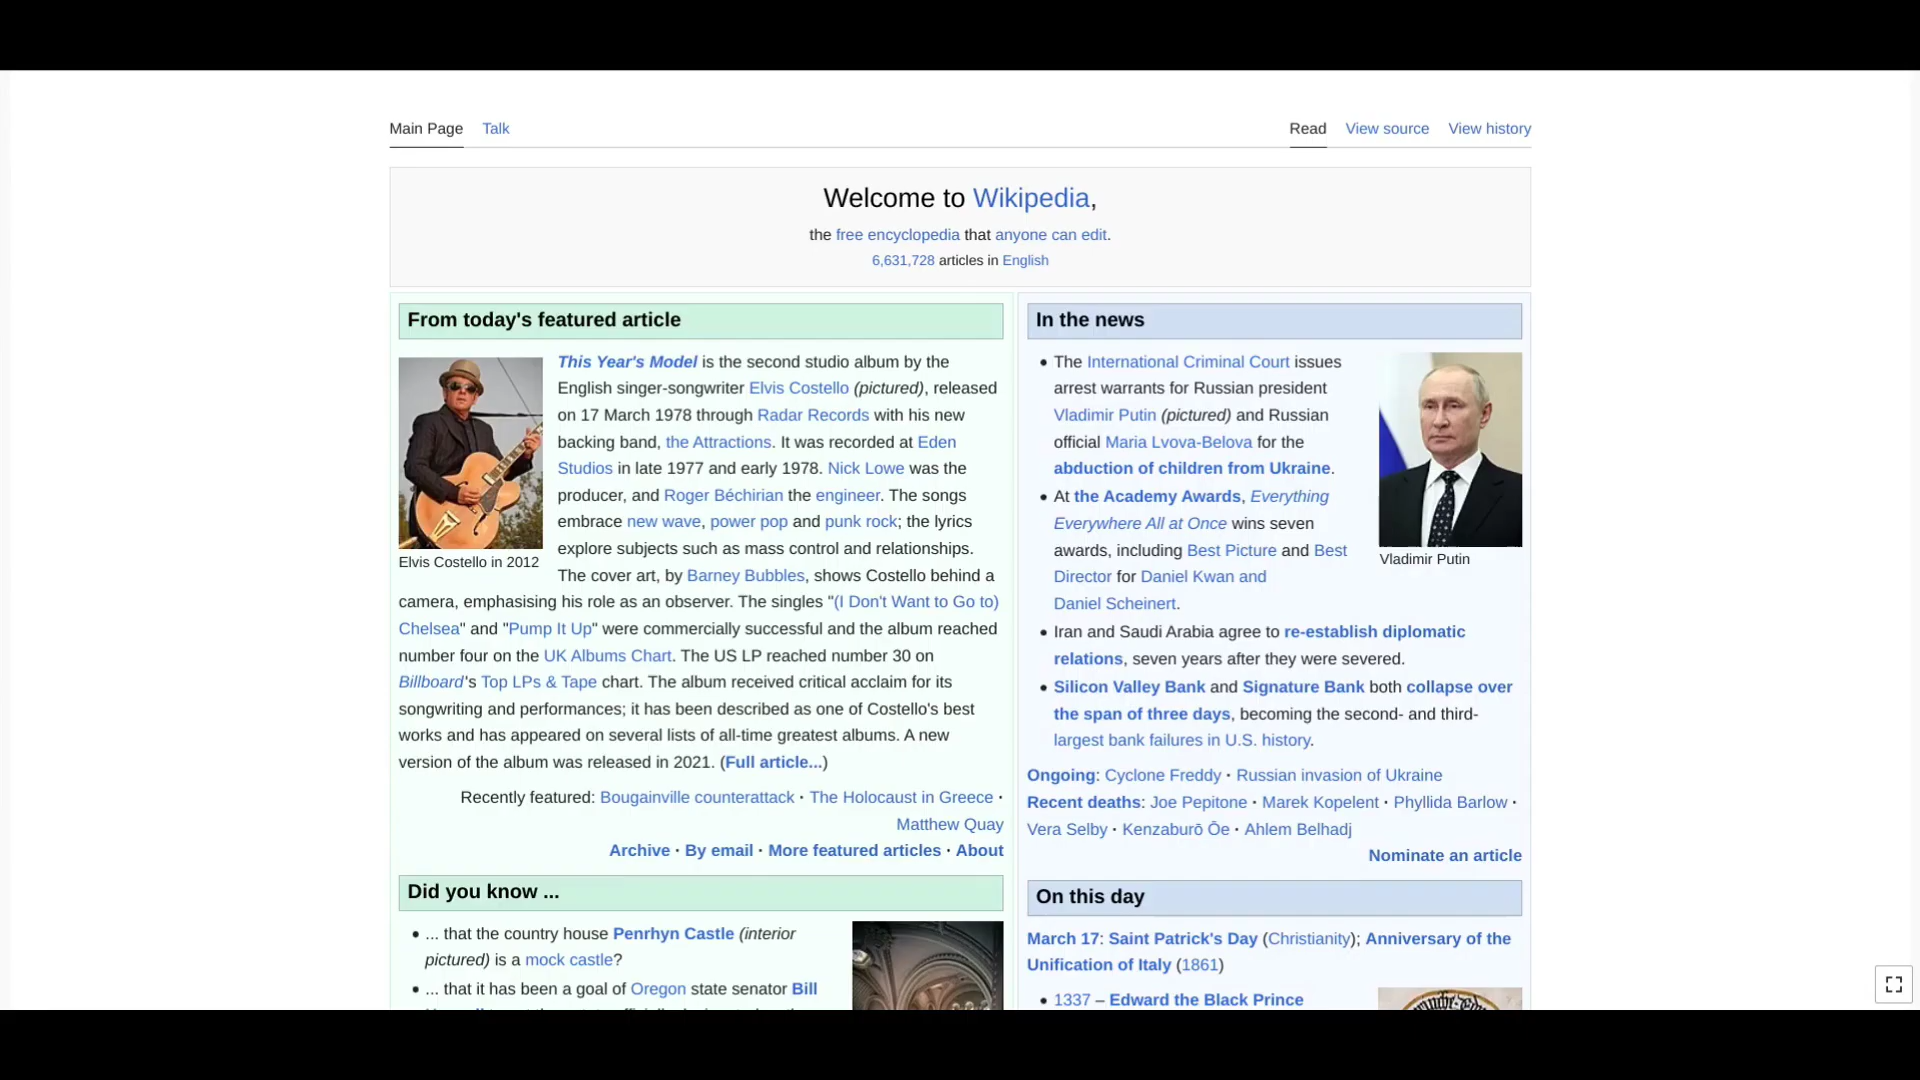 Main Page Talk Read View source View history
Welcome to Wikipedia,
the free encyclopedia that anyone can edit.
6,631,728 articles in English
From today's featured article
This Year's Model is the second studio album by the
English singer-songwriter Elvis Costello (pictured), released
on 17 March 1978 through Radar Records with his new
backing band, the Attractions. It was recorded at Eden
Studios in late 1977 and early 1978. Nick Lowe was the
producer, and Roger Béchirian the engineer. The songs
embrace new wave, power pop and punk rock; the lyrics
explore subjects such as mass control and relationships.
Elvis Costello in 2012
The cover art, by Barney Bubbles, shows Costello behind a
camera, emphasising his role as an observer. The singles "(I Don't Want to Go to)
Chelsea" and "Pump It Up" were commercially successful and the album reached
number four on the UK Albums Chart. The US LP reached number 30 on
Billboard's Top LPs & Tape chart. The album received critical acclaim for its
songwriting and performances; it has been described as one of Costello's best
works and has appeared on several lists of all-time greatest albums. A new
version of the album was released in 2021. (Full article...)
Recently featured: Bougainville counterattack · The Holocaust in Greece ·
Matthew Quay
Archive · By email · More featured articles · About
Did you know ...
• ... that the country house Penrhyn Castle (interior
pictured) is a mock castle?
• ... that it has been a goal of Oregon state senator Bill
In the news
• The International Criminal Court issues
arrest warrants for Russian president
Vladimir Putin (pictured) and Russian
official Maria Lvova-Belova for the
abduction of children from Ukraine.
• At the Academy Awards, Everything
Everywhere All at Once wins seven
awards, including Best Picture and Best
Director for Daniel Kwan and
Daniel Scheinert.
Vladimir Putin
• Iran and Saudi Arabia agree to re-establish diplomatic
relations, seven years after they were severed.
• Silicon Valley Bank and Signature Bank both collapse over
the span of three days, becoming the second- and third-
largest bank failures in U.S. history.
Ongoing: Cyclone Freddy · Russian invasion of Ukraine
Recent deaths: Joe Pepitone · Marek Kopelent · Phyllida Barlow ·
Vera Selby · Kenzaburō Ōe · Ahlem Belhadj
Nominate an article
On this day
March 17: Saint Patrick's Day (Christianity); Anniversary of the
Unification of Italy (1861)
• 1337 – Edward the Black Prince